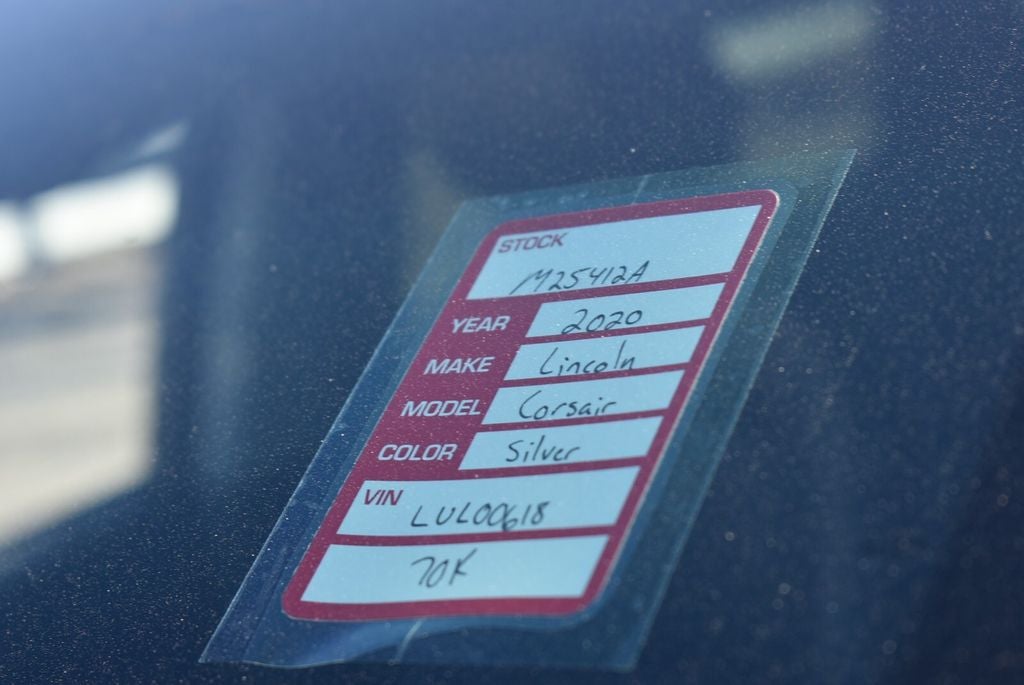 STOCK
M25412A
YEAR 2020
MAKE Lincoln
MODEL Corsair
COLOR Silver
VIN
LUL00618
70K